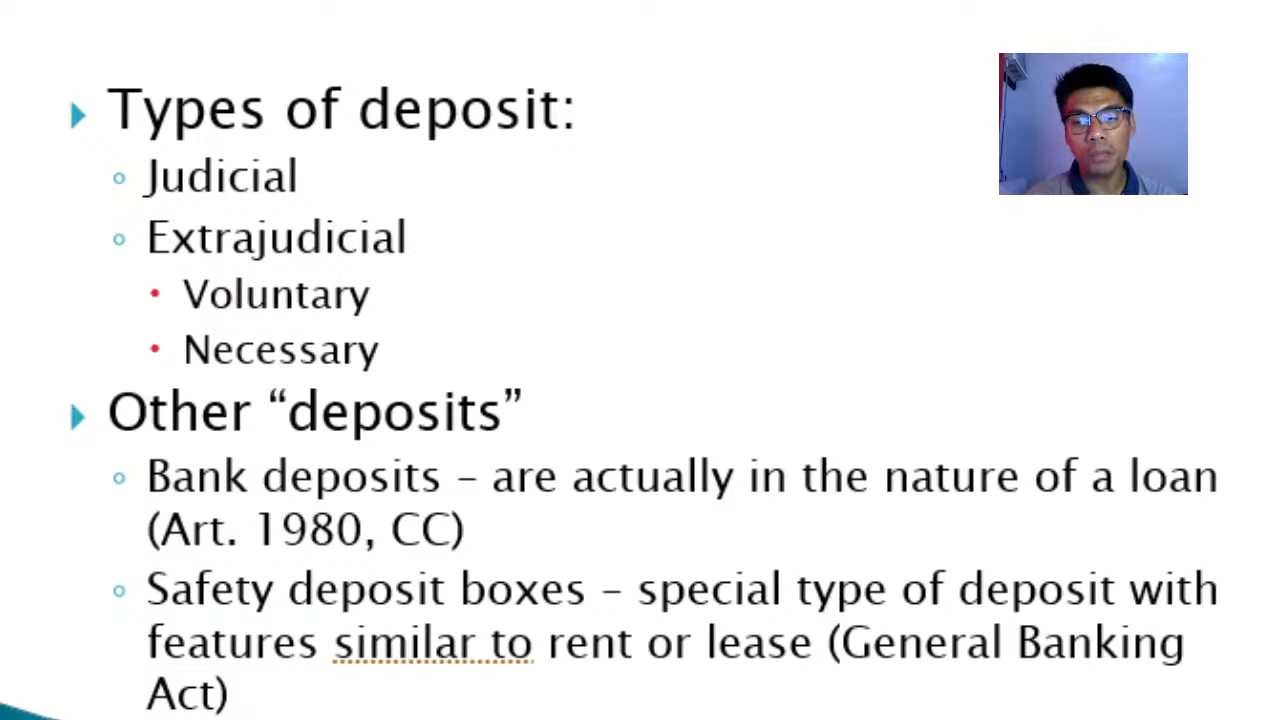 Types of deposit:
Judicial
Extrajudicial
Voluntary
Necessary
Other “deposits”
Bank deposits – are actually in the nature of a loan
(Art. 1980, CC)
Safety deposit boxes – special type of deposit with
features similar to rent or lease (General Banking
Act)